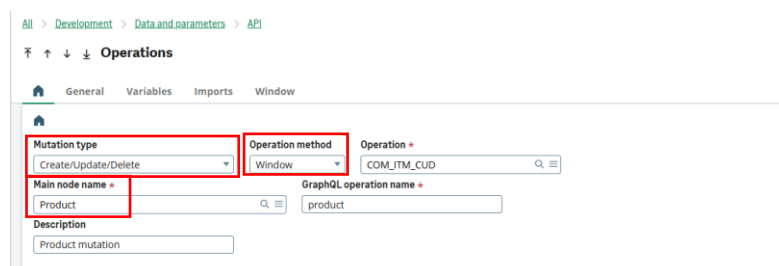 All > Development > Data and parameters > API
Operations
General Variables Imports Window
Mutation type Operation method Operation *
Create/Update/Delete Window COM_ITM_CUD
Main node name * GraphQL operation name *
Product product
Description
Product mutation